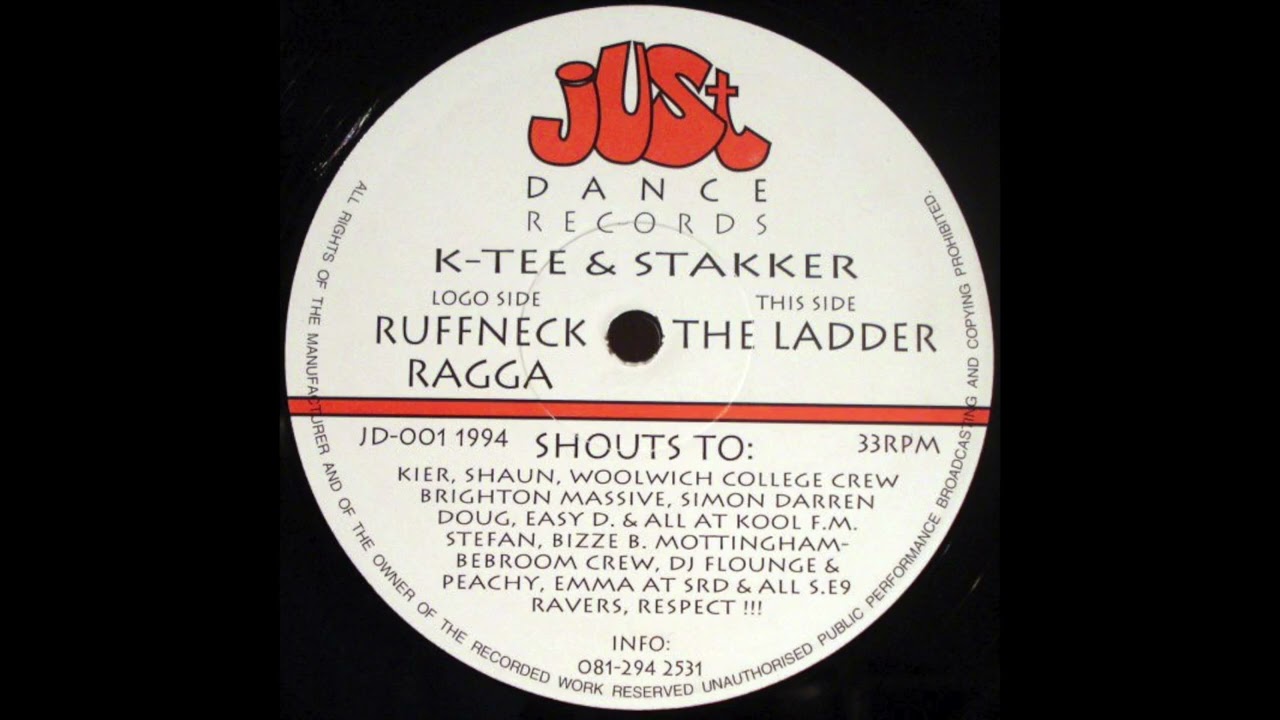 just
DANCE
RECORDS
K-TEE & STAKKER
LOGO SIDE
RUFFNECK
RAGGA
THIS SIDE
THE LADDER
JD-001 1994
SHOUTS TO:
33RPM
KIER, SHAUN, WOOLWICH COLLEGE CREW
BRIGHTON MASSIVE, SIMON DARREN
DOUG, EASY D. & ALL AT KOOL F.M.
STEFAN, BIZZE B. MOTTINGHAM-
BEBROOM CREW, DJ FLOUNGE &
PEACHY, EMMA AT SRD & ALL S.E9
RAVERS, RESPECT !!!
INFO:
081-294 2531
ALL RIGHTS OF THE MANUFACTURER AND OF THE OWNER OF THE RECORDED WORK RESERVED UNAUTHORISED PUBLIC PERFORMANCE BROADCASTING AND COPYING PROHIBITED.